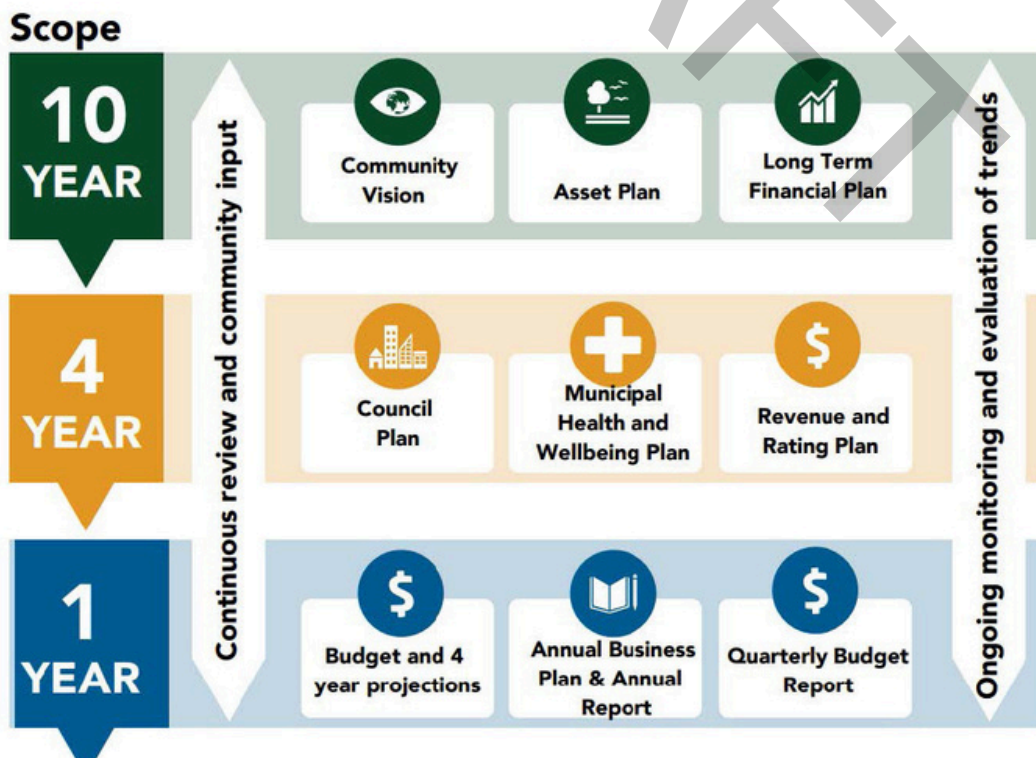 Scope
10
YEAR
Continuous review and community input
Community
Vision
Asset Plan
Long Term
Financial Plan
Ongoing monitoring and evaluation of trends
4
YEAR
Council
Plan
Municipal
Health and
Wellbeing Plan
$
Revenue and
Rating Plan
1
YEAR
$
Budget and 4
year projections
Annual Business
Plan & Annual
Report
$
Quarterly Budget
Report